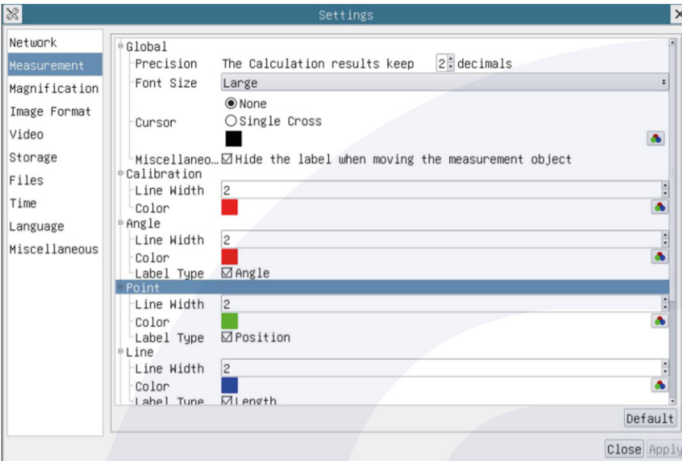 Settings
Network
Measurement
Magnification
Image Format
Video
Storage
Files
Time
Language
Miscellaneous
Global
Precision The Calculation results keep 2 decimals
Font Size Large
None
Cursor Single Cross
Miscellaneo... Hide the label when moving the measurement object
Calibration
Line Width 2
Color
Angle
Line Width 2
Color
Label Type Angle
Point
Line Width 2
Color
Label Type Position
Line
Line Width 2
Color
Label Type Length
Default
Close Apply